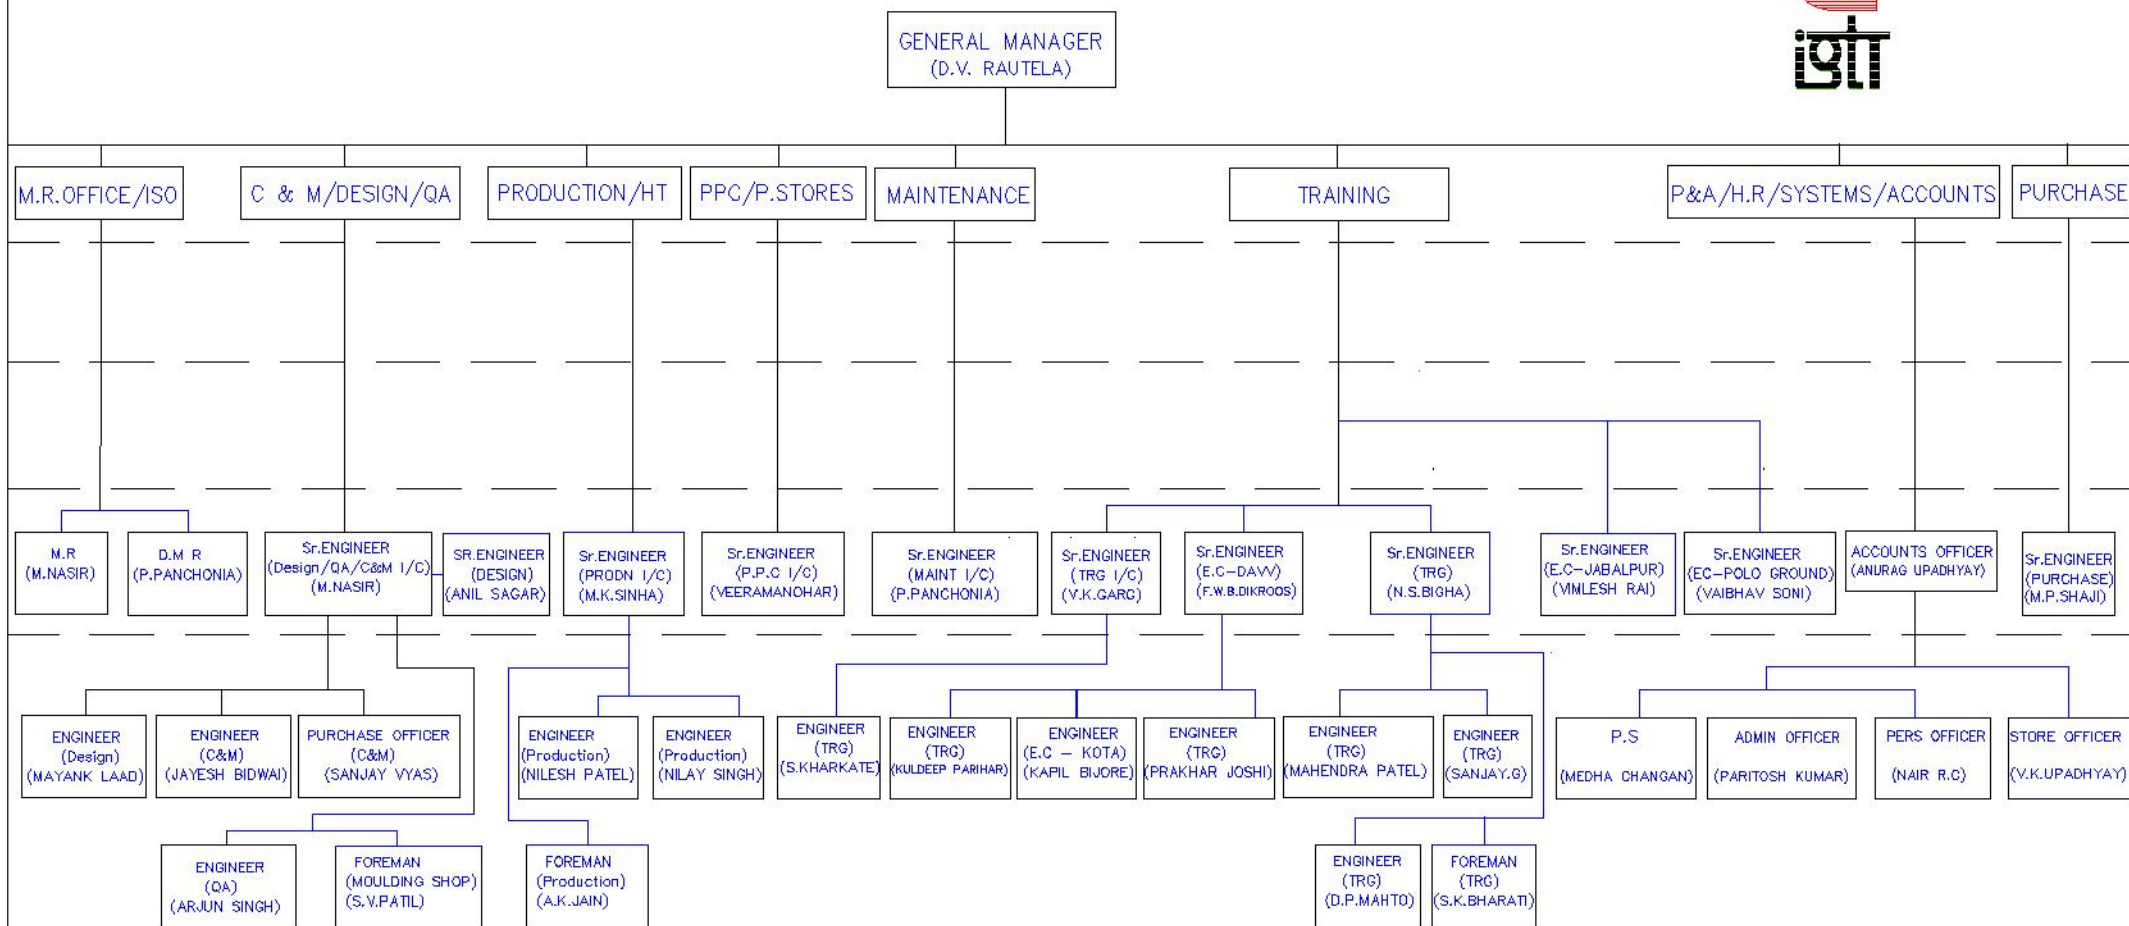 GENERAL MANAGER
(D.V. RAUTELA)
igtr
M.R.OFFICE/ISO
C & M/DESIGN/QA
PRODUCTION/HT
PPC/P.STORES
MAINTENANCE
TRAINING
P&A/H.R/SYSTEMS/ACCOUNTS
PURCHASE
M.R
(M.NASIR)
D.M R
(P.PANCHONIA)
Sr.ENGINEER
(Design/QA/C&M I/C)
(M.NASIR)
SR.ENGINEER
(DESIGN)
(ANIL SAGAR)
Sr.ENGINEER
(PRODN I/C)
(M.K.SINHA)
Sr.ENGINEER
(P.P.C I/C)
(VEERAMANOHAR)
Sr.ENGINEER
(MAINT I/C)
(P.PANCHONIA)
Sr.ENGINEER
(TRG I/C)
(V.K.GARG)
Sr.ENGINEER
(E.C-DAVV)
(F.W.B.DIKROOS)
Sr.ENGINEER
(TRG)
(N.S.BIGHA)
Sr.ENGINEER
(E.C-JABALPUR)
(VIMLESH RAI)
Sr.ENGINEER
(EC-POLO GROUND)
(VAIBHAV SONI)
ACCOUNTS OFFICER
(ANURAG UPADHYAY)
Sr.ENGINEER
(PURCHASE)
(M.P.SHAJI)
ENGINEER
(Design)
(MAYANK LAAD)
ENGINEER
(C&M)
(JAYESH BIDWAI)
PURCHASE OFFICER
(C&M)
(SANJAY VYAS)
ENGINEER
(Production)
(NILESH PATEL)
ENGINEER
(Production)
(NILAY SINGH)
ENGINEER
(TRG)
(S.KHARKATE)
ENGINEER
(TRG)
(KULDEEP PARIHAR)
ENGINEER
(E.C - KOTA)
(KAPIL BIJORE)
ENGINEER
(TRG)
(PRAKHAR JOSHI)
ENGINEER
(TRG)
(MAHENDRA PATEL)
ENGINEER
(TRG)
(SANJAY.G)
P.S
(MEDHA CHANGAN)
ADMIN OFFICER
(PARITOSH KUMAR)
PERS OFFICER
(NAIR R.C)
STORE OFFICER
(V.K.UPADHYAY)
ENGINEER
(QA)
(ARJUN SINGH)
FOREMAN
(MOULDING SHOP)
(S.V.PATIL)
FOREMAN
(Production)
(A.K.JAIN)
ENGINEER
(TRG)
(D.P.MAHTO)
FOREMAN
(TRG)
(S.K.BHARATI)